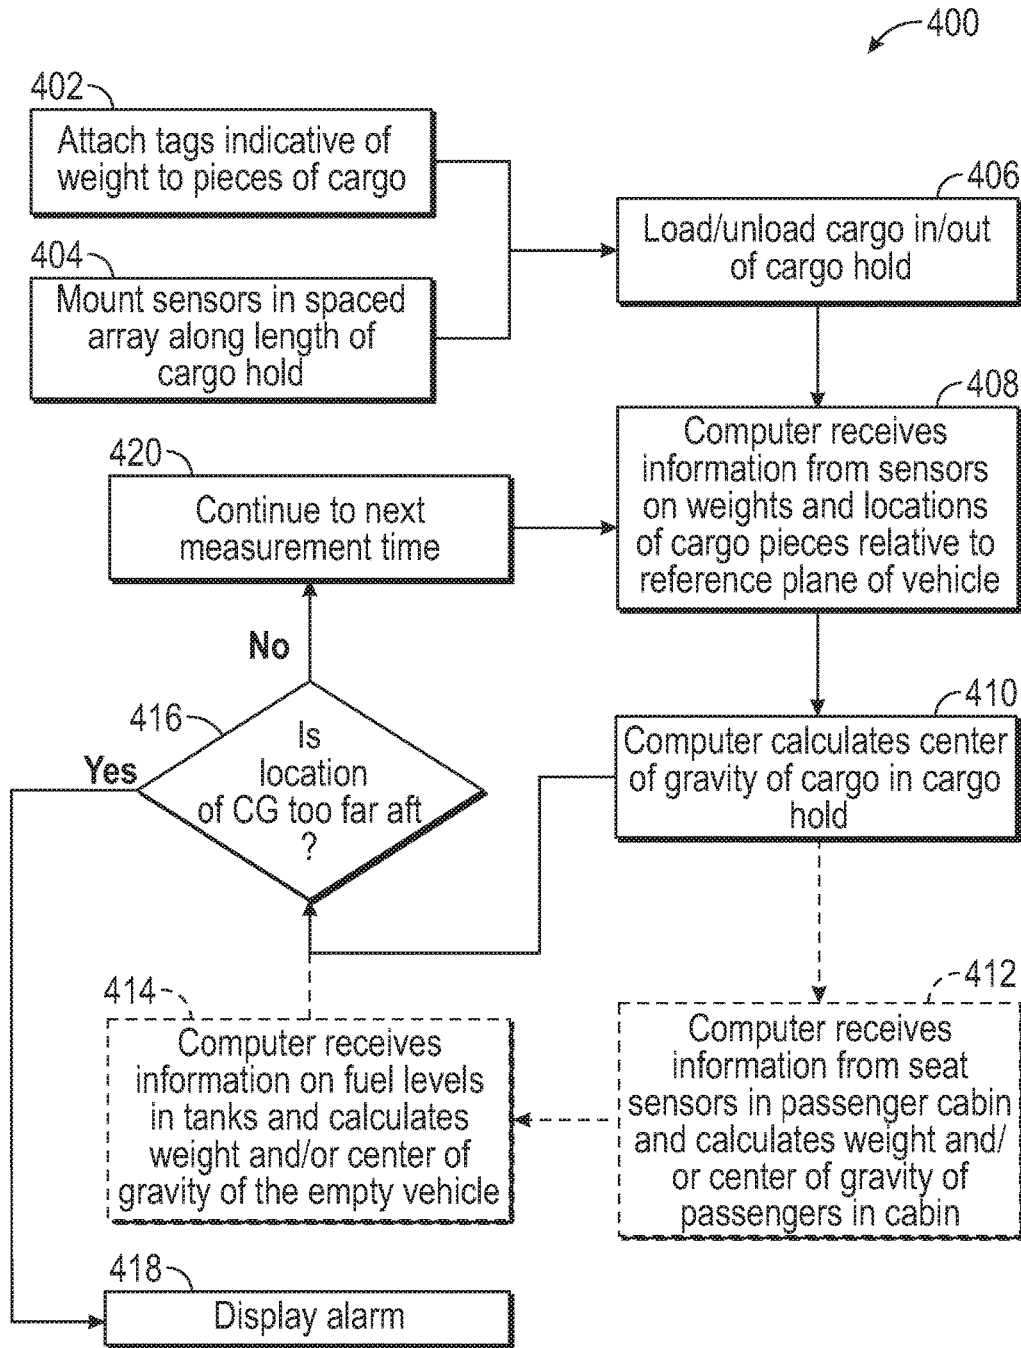 400
402
Attach tags indicative of
weight to pieces of cargo
404
Mount sensors in spaced
array along length of
cargo hold
406
Load/unload cargo in/out
of cargo hold
408
Computer receives
information from sensors
on weights and locations
of cargo pieces relative to
reference plane of vehicle
420
Continue to next
measurement time
No
416
Yes
Is
location
of CG too far aft
?
410
Computer calculates center
of gravity of cargo in cargo
hold
412
Computer receives
information from seat
sensors in passenger cabin
and calculates weight and/
or center of gravity of
passengers in cabin
414
Computer receives
information on fuel levels
in tanks and calculates
weight and/or center of
gravity of the empty vehicle
418
Display alarm